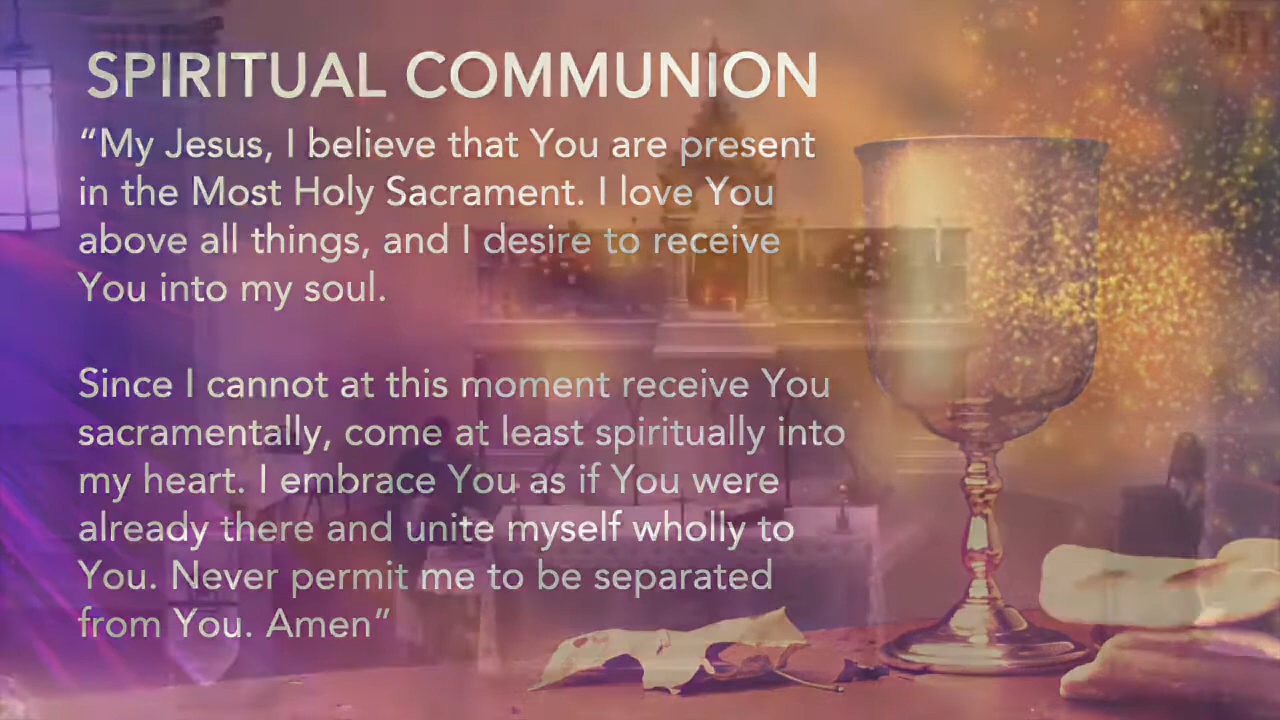 SPIRITUAL COMMUNION
“My Jesus, I believe that You are present
in the Most Holy Sacrament. I love You
above all things, and I desire to receive
You into my soul.
Since I cannot at this moment receive You
sacramentally, come at least spiritually into
my heart. I embrace You as if You were
already there and unite myself wholly to
You. Never permit me to be separated
from You. Amen”